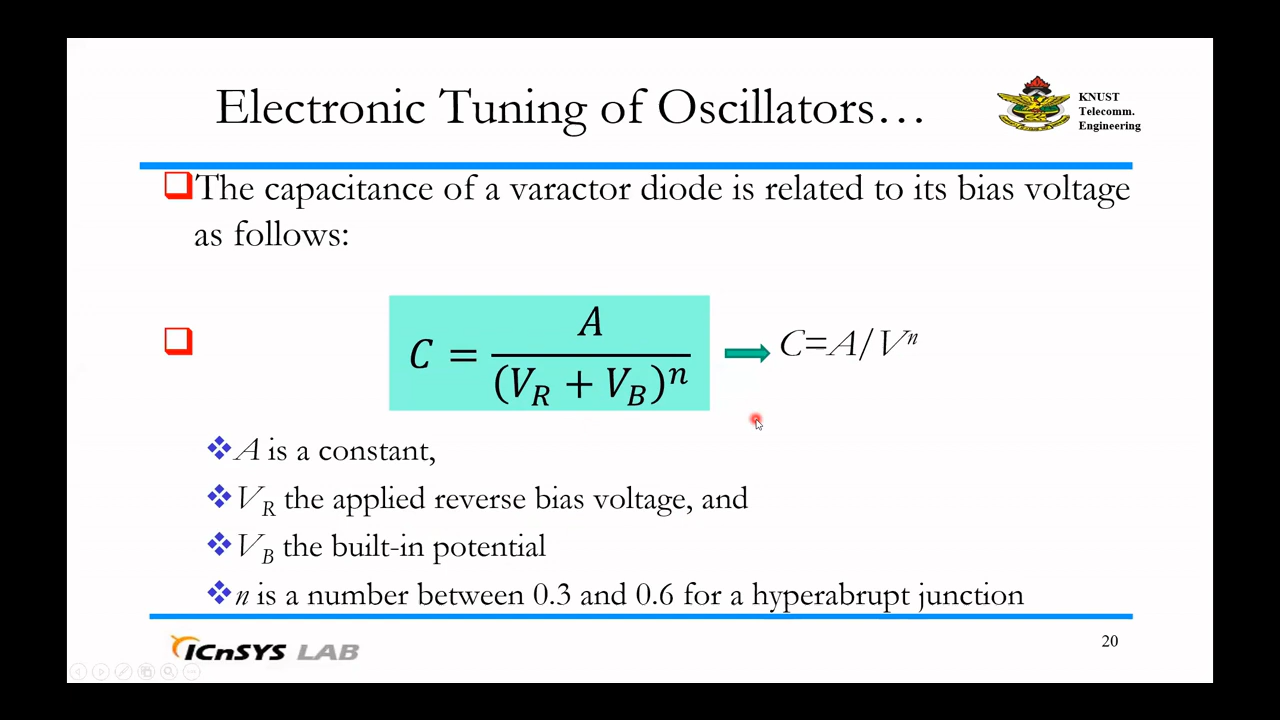 Electronic Tuning of Oscillators…
KNUST
Telecomm.
Engineering
The capacitance of a varactor diode is related to its bias voltage
as follows:
C = A / (V_R + V_B)^n
C=A/V^n
A is a constant,
V_R the applied reverse bias voltage, and
V_B the built-in potential
n is a number between 0.3 and 0.6 for a hyperabrupt junction
iCnSYS LAB
20